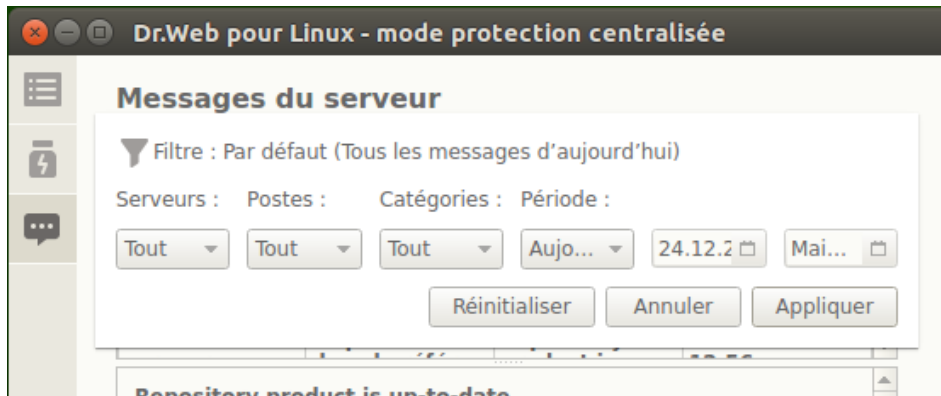 Dr.Web pour Linux - mode protection centralisée
Messages du serveur
Filtre : Par défaut (Tous les messages d’aujourd’hui)
Serveurs : Postes : Catégories : Période :
Tout Tout Tout Aujo... 24.12.2 Mai...
Réinitialiser Annuler Appliquer
Repository product is up-to-date